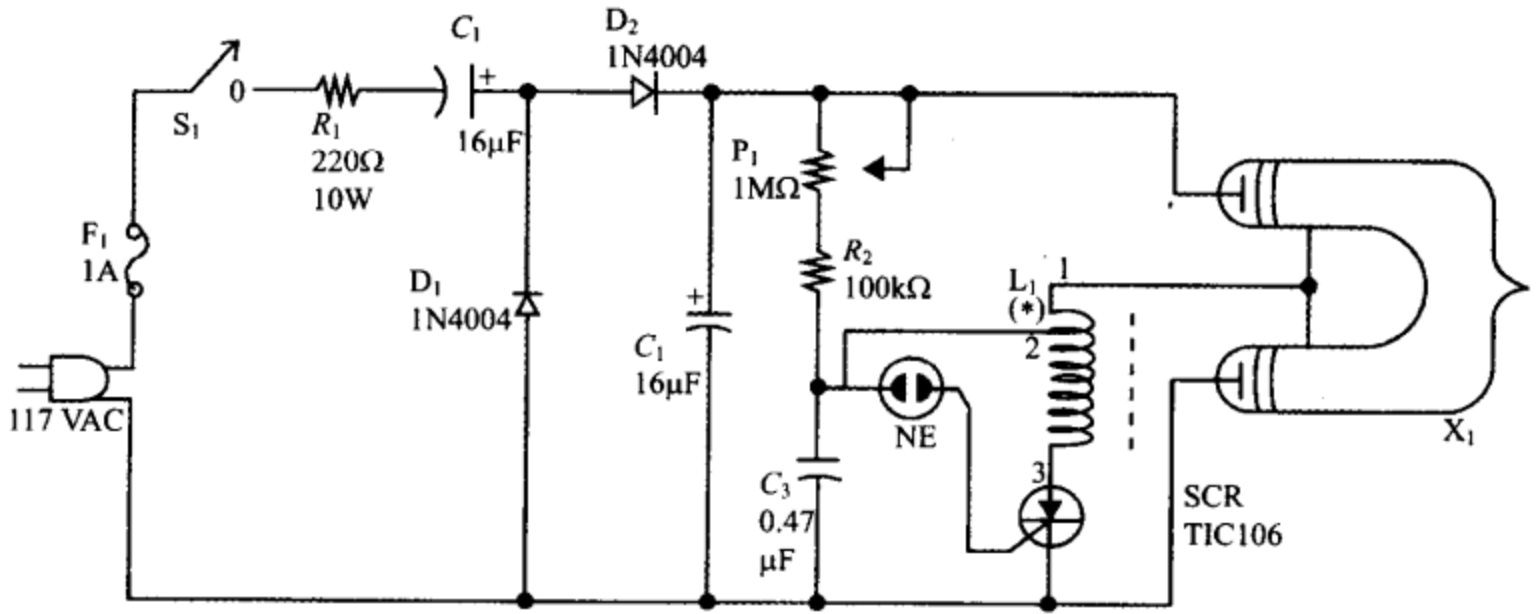 S₁
0
R₁
220Ω
10W
C₁
+
16µF
D₂
1N4004
F₁
1A
117 VAC
D₁
1N4004
+
C₁
16µF
P₁
1MΩ
R₂
100kΩ
C₃
0.47
µF
NE
L₁
(*)
1
2
3
SCR
TIC106
X₁